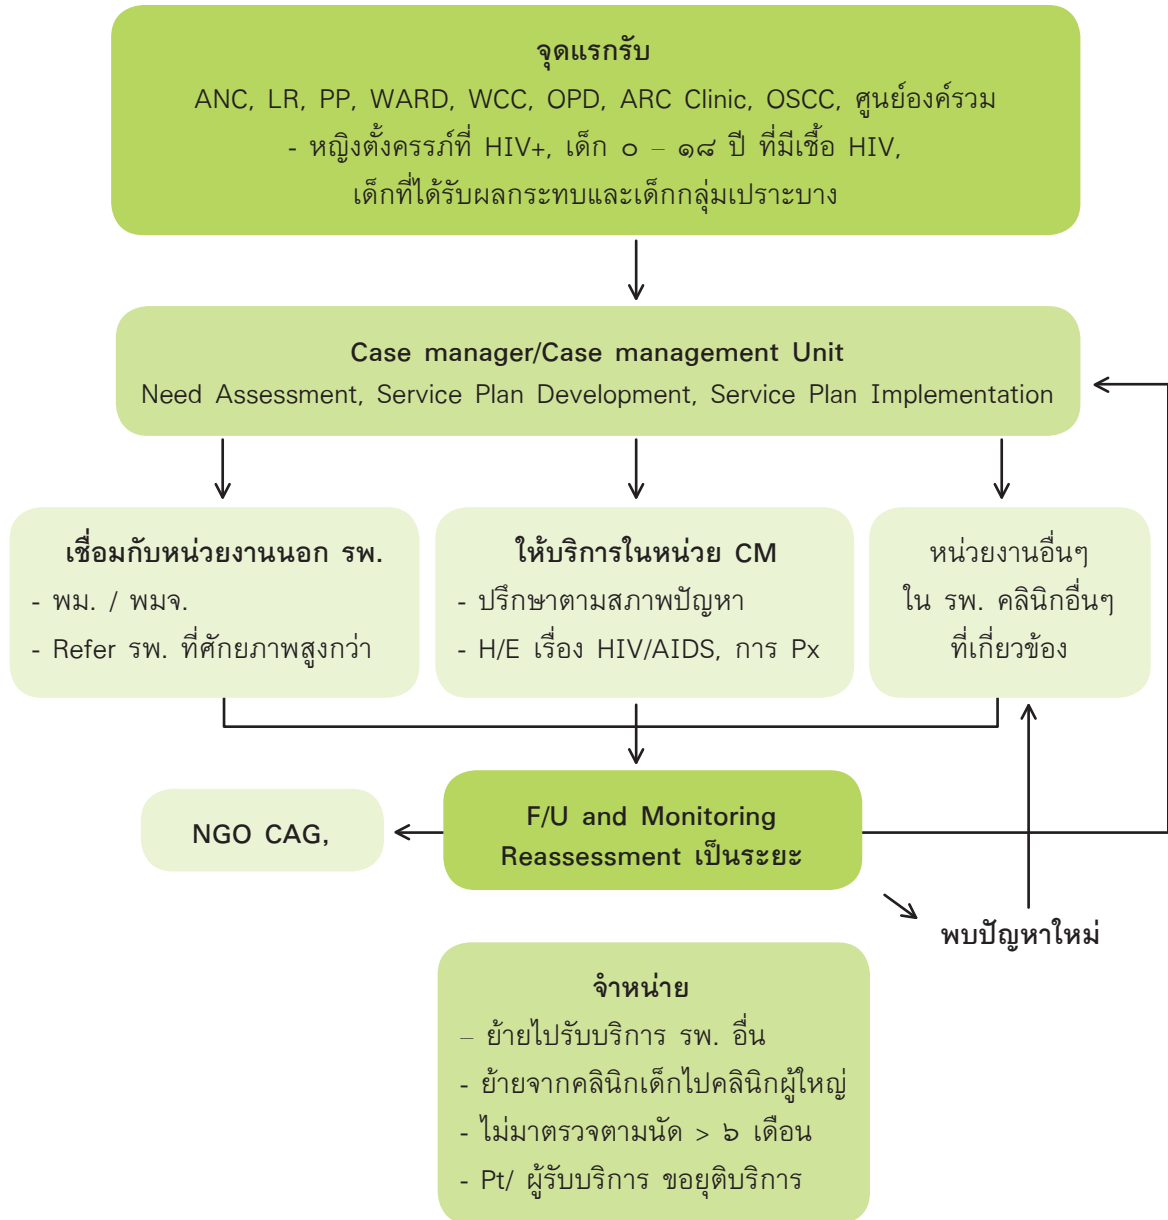 จุดแรกรับ
ANC, LR, PP, WARD, WCC, OPD, ARC Clinic, OSCC, ศูนย์องค์รวม
- หญิงตั้งครรภ์ที่ HIV+, เด็ก ๐ – ๑๘ ปี ที่มีเชื้อ HIV,
เด็กที่ได้รับผลกระทบและเด็กกลุ่มเปราะบาง
Case manager/Case management Unit
Need Assessment, Service Plan Development, Service Plan Implementation
เชื่อมกับหน่วยงานนอก รพ.
- พม. / พมจ.
- Refer รพ. ที่ศักยภาพสูงกว่า
ให้บริการในหน่วย CM
- ปรึกษาตามสภาพปัญหา
- H/E เรื่อง HIV/AIDS, การ Px
หน่วยงานอื่นๆ
ใน รพ. คลินิกอื่นๆ
ที่เกี่ยวข้อง
NGO CAG,
F/U and Monitoring
Reassessment เป็นระยะ
พบปัญหาใหม่
จำหน่าย
– ย้ายไปรับบริการ รพ. อื่น
- ย้ายจากคลินิกเด็กไปคลินิกผู้ใหญ่
- ไม่มาตรวจตามนัด > ๖ เดือน
- Pt/ ผู้รับบริการ ขอยุติบริการ